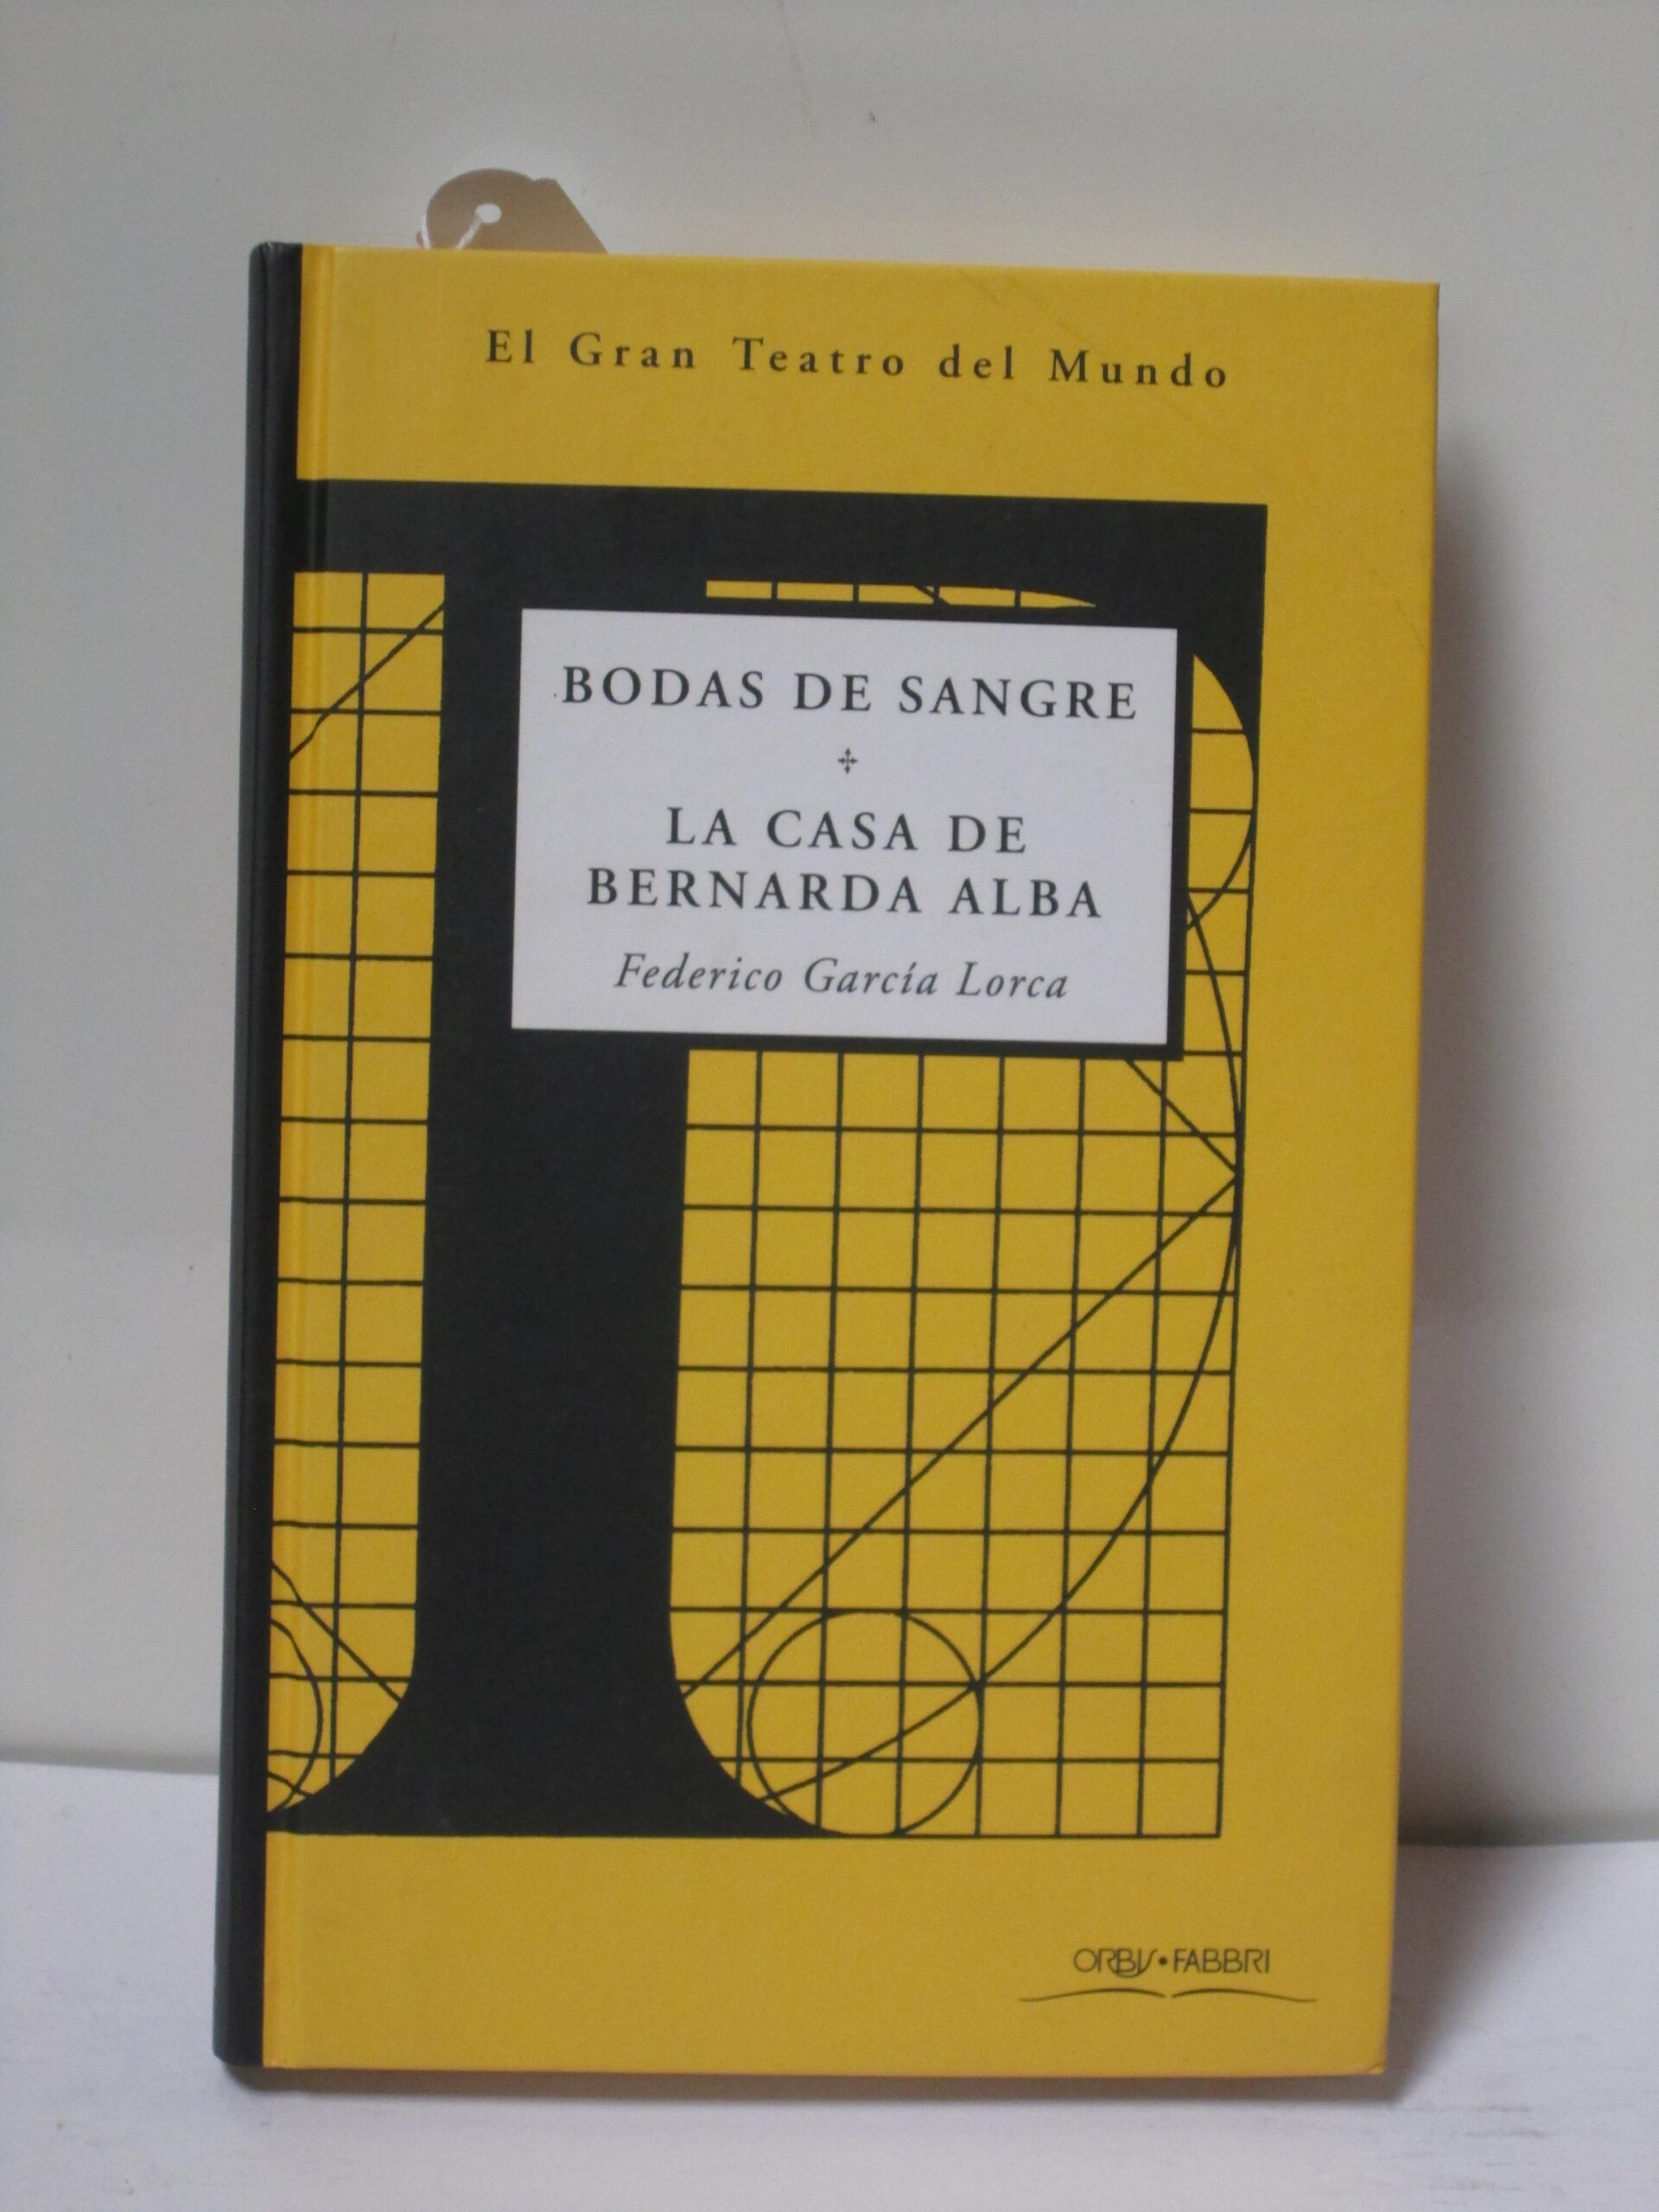 El Gran Teatro del Mundo
BODAS DE SANGRE
LA CASA DE
BERNARDA ALBA
Federico García Lorca
ORBIS • FABBRI